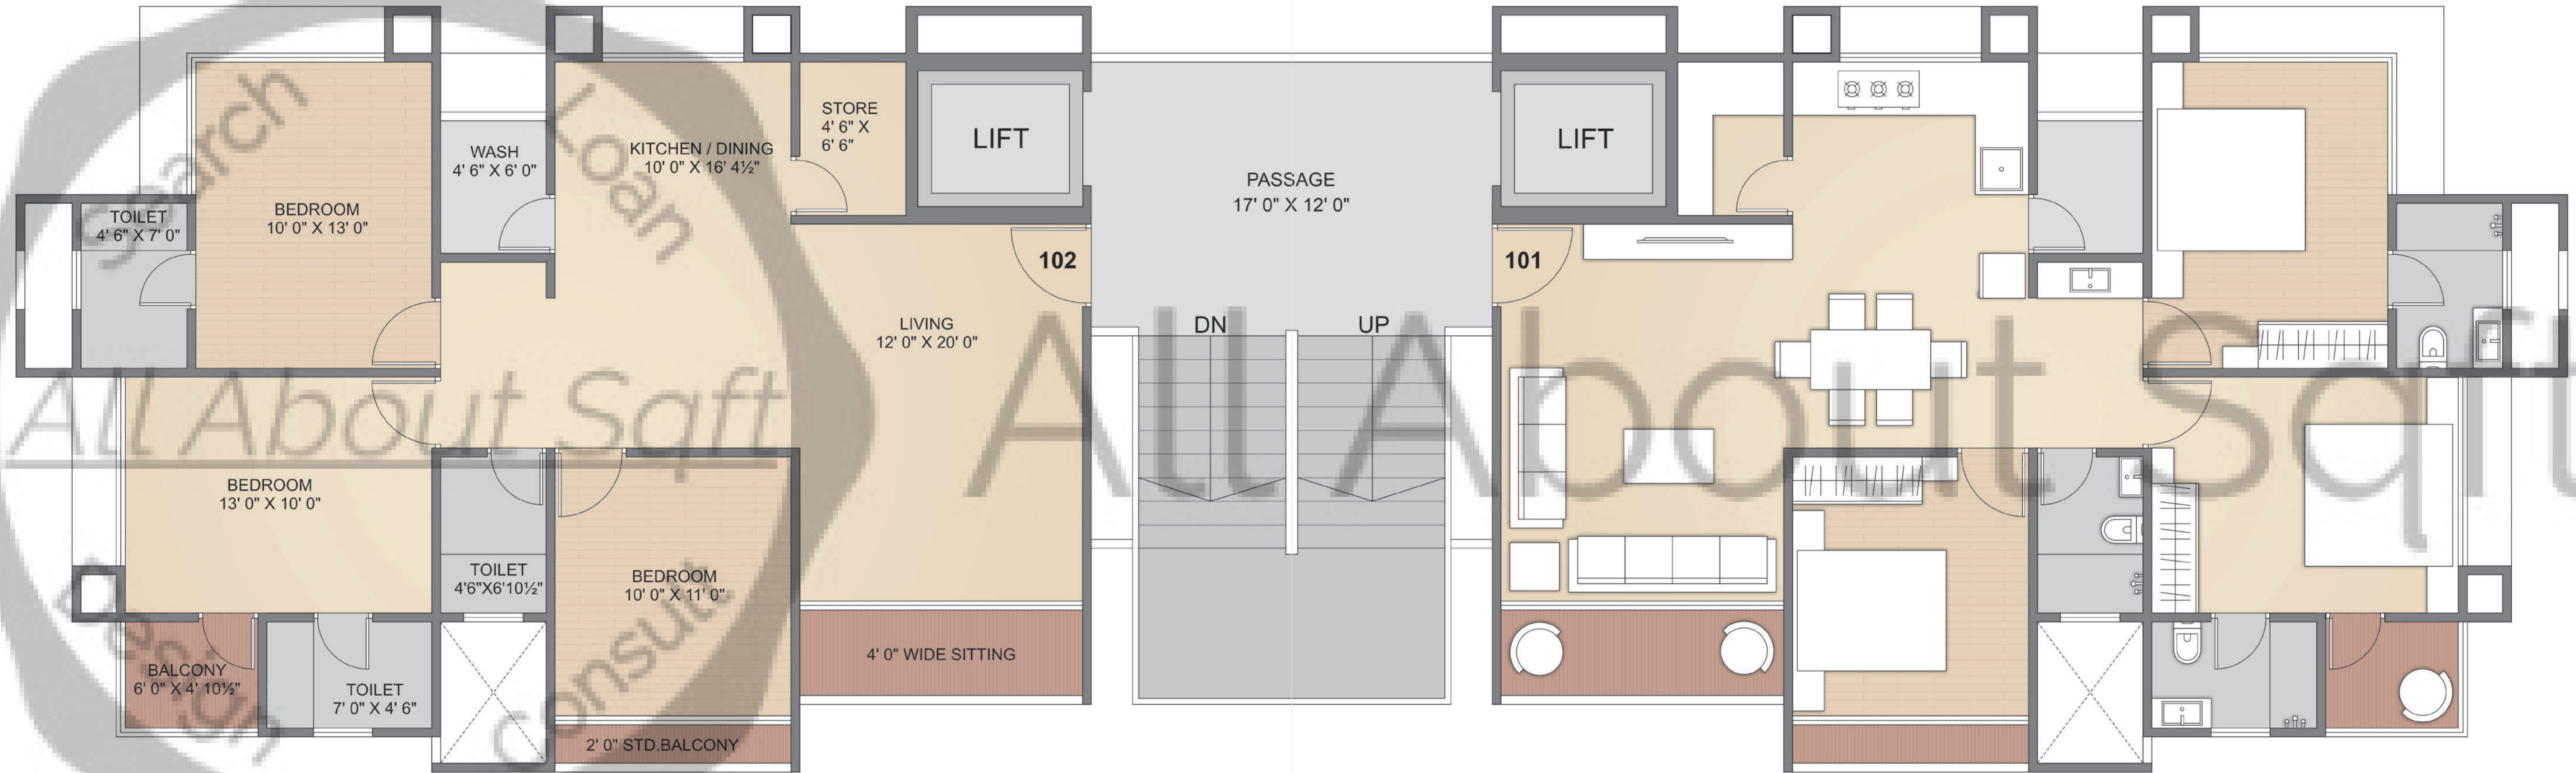 WASH
4' 6" X 6' 0"
KITCHEN / DINING
10' 0" X 16' 4½"
STORE
4' 6" X
6' 6"
LIFT
PASSAGE
17' 0" X 12' 0"
LIFT
TOILET
4' 6" X 7' 0"
BEDROOM
10' 0" X 13' 0"
102
101
LIVING
12' 0" X 20' 0"
DN
UP
BEDROOM
13' 0" X 10' 0"
TOILET
4'6"X6'10½"
BEDROOM
10' 0" X 11' 0"
BALCONY
6' 0" X 4' 10½"
TOILET
7' 0" X 4' 6"
4' 0" WIDE SITTING
2' 0" STD.BALCONY
Search
Loan
All About Sqft
Design
Consult
All About Sqft